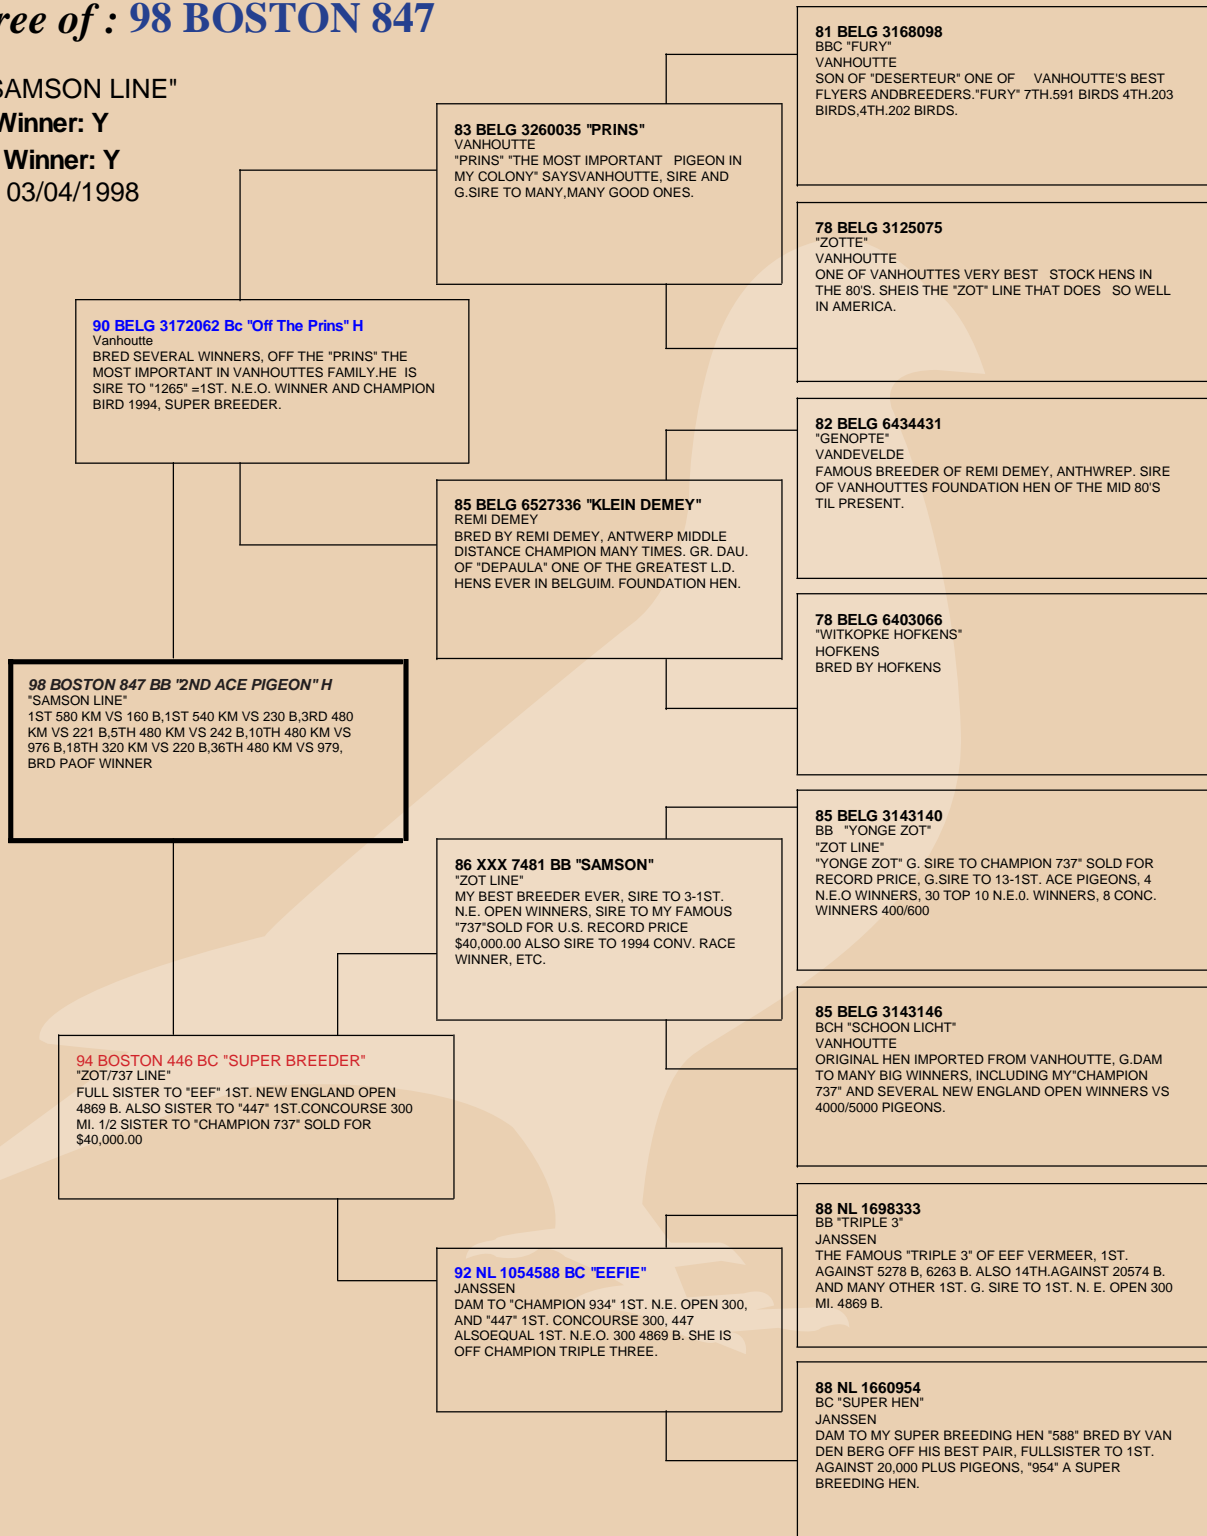 of : 98 BOSTON 847
LINE"
Winner: Y
Winner: Y
03/04/1998
81 BELG 3168098
BBC "FURY"
VANHOUTTE
SON OF "DESERTEUR" ONE OF VANHOUTTE'S BEST
FLYERS ANDBREEDERS."FURY" 7TH.591 BIRDS 4TH.203
BIRDS,4TH.202 BIRDS.
83 BELG 3260035 "PRINS"
VANHOUTTE
"PRINS" "THE MOST IMPORTANT PIGEON IN
MY COLONY" SAYSVANHOUTTE, SIRE AND
G.SIRE TO MANY,MANY GOOD ONES.
78 BELG 3125075
"ZOTTE"
VANHOUTTE
ONE OF VANHOUTTES VERY BEST STOCK HENS IN
THE 80'S. SHEIS THE "ZOT" LINE THAT DOES SO WELL
IN AMERICA.
90 BELG 3172062 Bc "Off The Prins" H
Vanhoutte
BRED SEVERAL WINNERS, OFF THE "PRINS" THE
MOST IMPORTANT IN VANHOUTTES FAMILY.HE IS
SIRE TO "1265" =1ST. N.E.O. WINNER AND CHAMPION
BIRD 1994, SUPER BREEDER.
82 BELG 6434431
"GENOPTE"
VANDEVELDE
FAMOUS BREEDER OF REMI DEMEY, ANTHWREP. SIRE
OF VANHOUTTES FOUNDATION HEN OF THE MID 80'S
TIL PRESENT.
85 BELG 6527336 "KLEIN DEMEY"
REMI DEMEY
BRED BY REMI DEMEY, ANTWERP MIDDLE
DISTANCE CHAMPION MANY TIMES. GR. DAU.
OF "DEPAULA" ONE OF THE GREATEST L.D.
HENS EVER IN BELGUIM. FOUNDATION HEN.
78 BELG 6403066
"WITKOPKE HOFKENS"
HOFKENS
BRED BY HOFKENS
98 BOSTON 847 BB "2ND ACE PIGEON" H
"SAMSON LINE"
1ST 580 KM VS 160 B,1ST 540 KM VS 230 B,3RD 480
KM VS 221 B,5TH 480 KM VS 242 B,10TH 480 KM VS
976 B,18TH 320 KM VS 220 B,36TH 480 KM VS 979,
BRD PAOF WINNER
85 BELG 3143140
BB "YONGE ZOT"
"ZOT LINE"
"YONGE ZOT" G. SIRE TO CHAMPION 737" SOLD FOR
RECORD PRICE, G.SIRE TO 13-1ST. ACE PIGEONS, 4
N.E.O WINNERS, 30 TOP 10 N.E.0. WINNERS, 8 CONC.
WINNERS 400/600
86 XXX 7481 BB "SAMSON"
"ZOT LINE"
MY BEST BREEDER EVER, SIRE TO 3-1ST.
N.E. OPEN WINNERS, SIRE TO MY FAMOUS
"737"SOLD FOR U.S. RECORD PRICE
$40,000.00 ALSO SIRE TO 1994 CONV. RACE
WINNER, ETC.
85 BELG 3143146
BCH "SCHOON LICHT"
VANHOUTTE
ORIGINAL HEN IMPORTED FROM VANHOUTTE, G.DAM
TO MANY BIG WINNERS, INCLUDING MY"CHAMPION
737" AND SEVERAL NEW ENGLAND OPEN WINNERS VS
4000/5000 PIGEONS.
94 BOSTON 446 BC "SUPER BREEDER"
"ZOT/737 LINE"
FULL SISTER TO "EEF" 1ST. NEW ENGLAND OPEN
4869 B. ALSO SISTER TO "447" 1ST.CONCOURSE 300
MI. 1/2 SISTER TO "CHAMPION 737" SOLD FOR
$40,000.00
88 NL 1698333
BB "TRIPLE 3"
JANSSEN
THE FAMOUS "TRIPLE 3" OF EEF VERMEER, 1ST.
AGAINST 5278 B, 6263 B. ALSO 14TH.AGAINST 20574 B.
AND MANY OTHER 1ST. G. SIRE TO 1ST. N. E. OPEN 300
MI. 4869 B.
92 NL 1054588 BC "EEFIE"
JANSSEN
DAM TO "CHAMPION 934" 1ST. N.E. OPEN 300,
AND "447" 1ST. CONCOURSE 300, 447
ALSOEQUAL 1ST. N.E.O. 300 4869 B. SHE IS
OFF CHAMPION TRIPLE THREE.
88 NL 1660954
BC "SUPER HEN"
JANSSEN
DAM TO MY SUPER BREEDING HEN "588" BRED BY VAN
DEN BERG OFF HIS BEST PAIR, FULLSISTER TO 1ST.
AGAINST 20,000 PLUS PIGEONS, "954" A SUPER
BREEDING HEN.